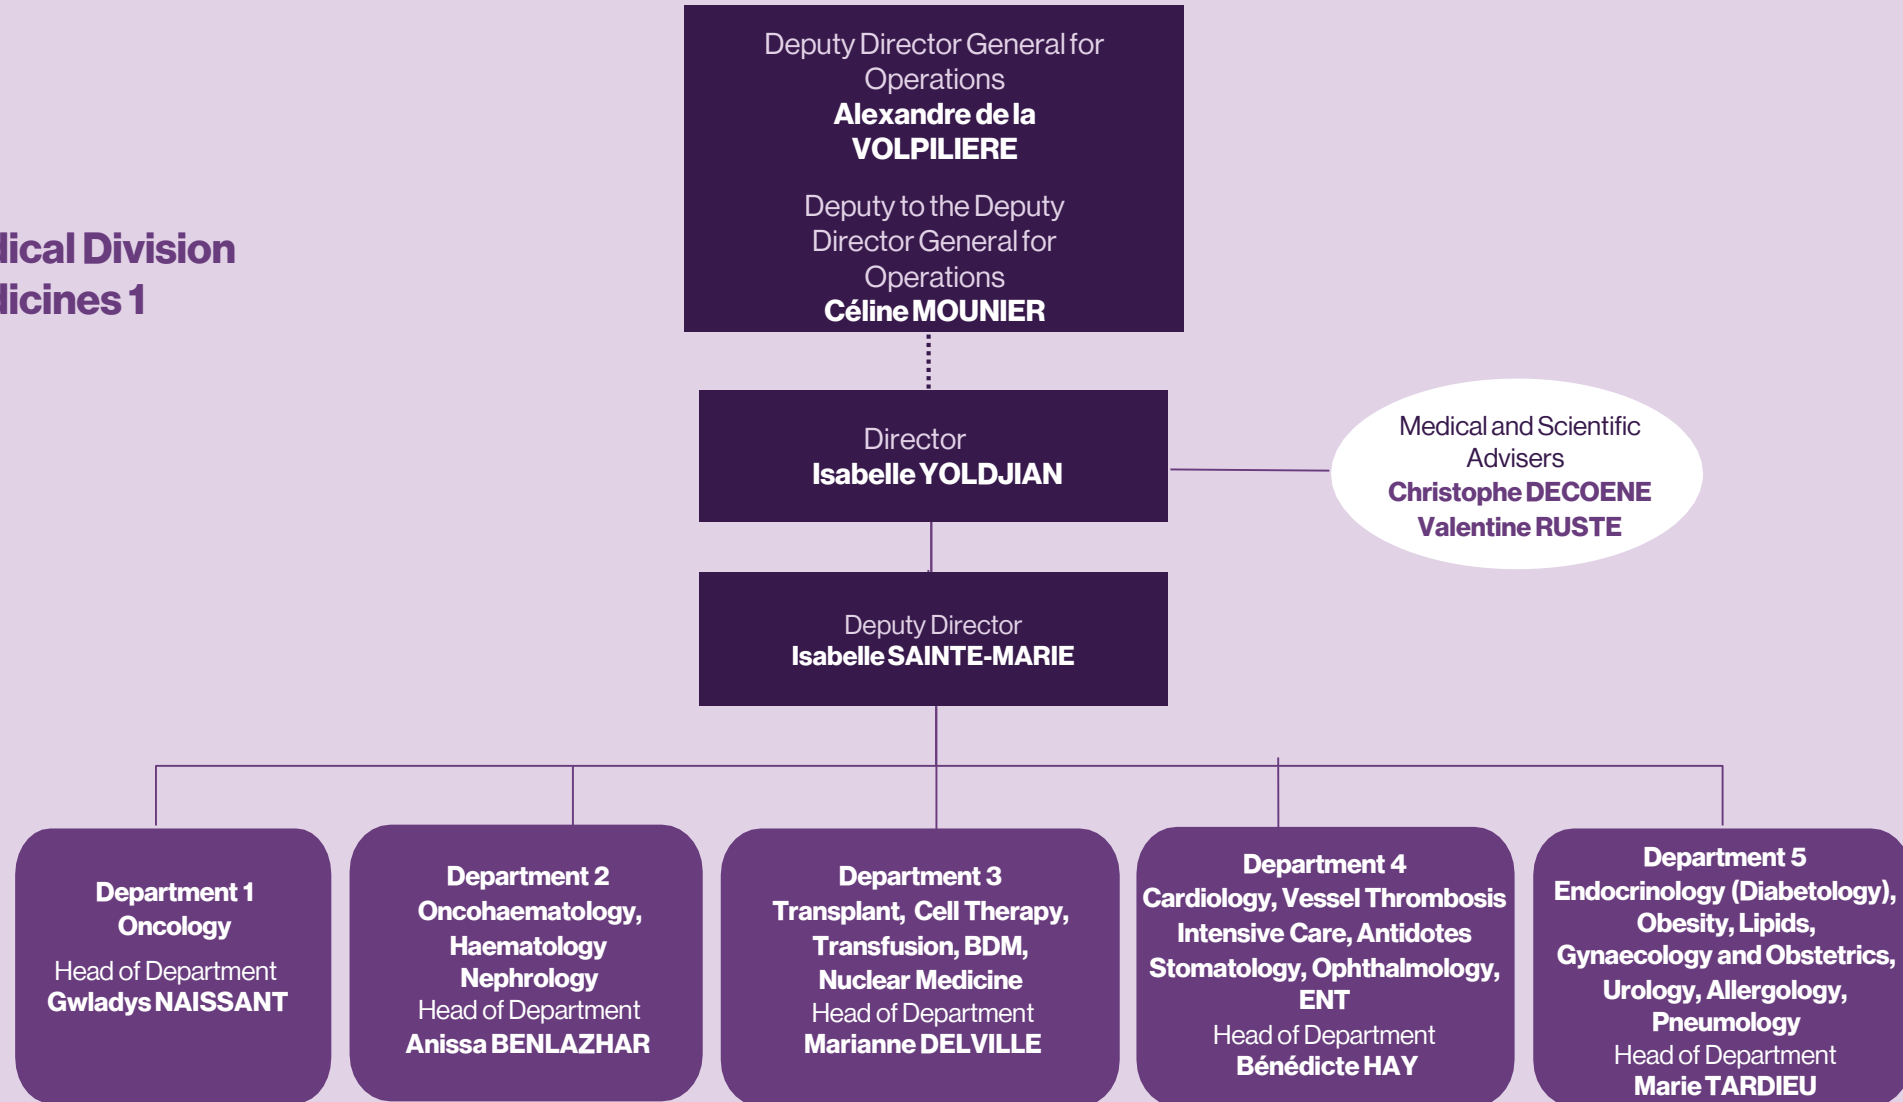 Deputy Director General for
Operations
Alexandre de la
VOLPILIERE
Deputy to the Deputy
Director General for
Operations
Céline MOUNIER
dical Division
dicines 1
Director
Isabelle YOLDJIAN
Medical and Scientific
Advisers
Christophe DECOENE
Valentine RUSTE
Deputy Director
Isabelle SAINTE-MARIE
Department 1
Oncology
Head of Department
Gwladys NAISSANT
Department 2
Oncohaematology,
Haematology
Nephrology
Head of Department
Anissa BENLAZHAR
Department 3
Transplant, Cell Therapy,
Transfusion, BDM,
Nuclear Medicine
Head of Department
Marianne DELVILLE
Department 4
Cardiology, Vessel Thrombosis
Intensive Care, Antidotes
Stomatology, Ophthalmology,
ENT
Head of Department
Bénédicte HAY
Department 5
Endocrinology (Diabetology),
Obesity, Lipids,
Gynaecology and Obstetrics,
Urology, Allergology,
Pneumology
Head of Department
Marie TARDIEU